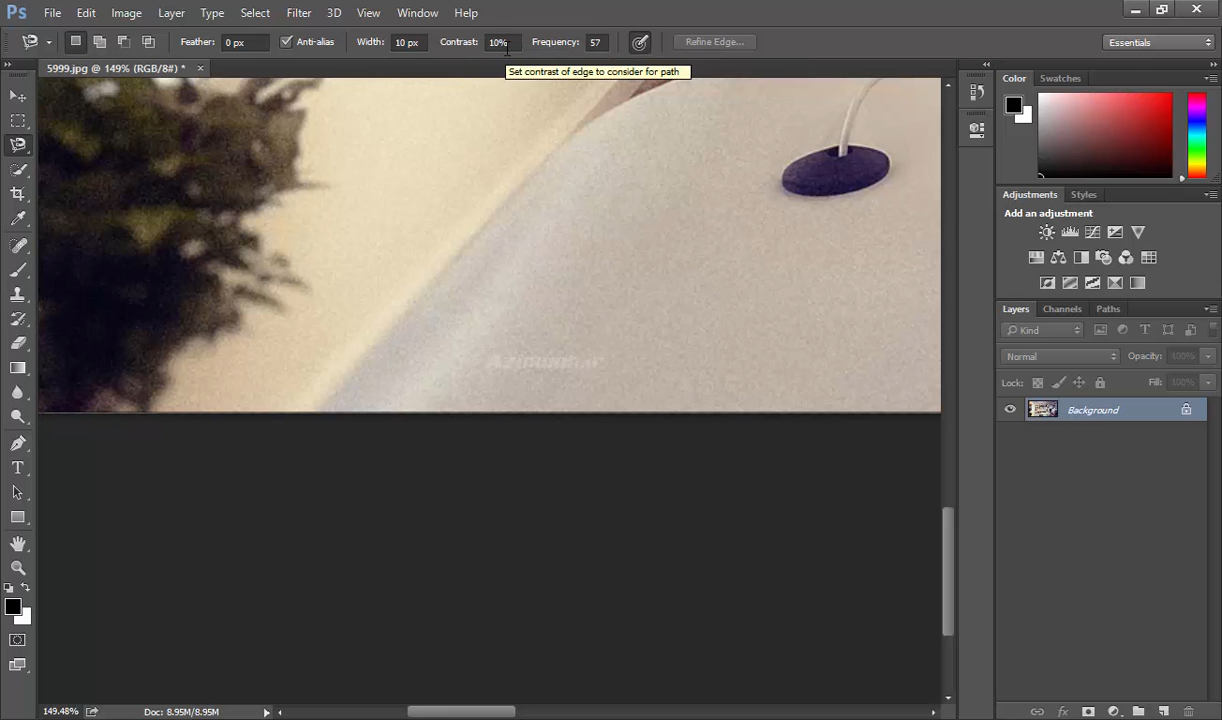 Ps File Edit Image Layer Type Select Filter 3D View Window Help
Feather: 0 px Anti-alias Width: 10 px Contrast: 10% Frequency: 57 Refine Edge... Essentials
Set contrast of edge to consider for path
5999.jpg @ 149% (RGB/8#) *
Color Swatches
Adjustments Styles
Add an adjustment
Layers Channels Paths
Kind
Normal Opacity: 100%
Lock: Fill: 100%
Background
149.48% Doc: 8.95M/8.95M